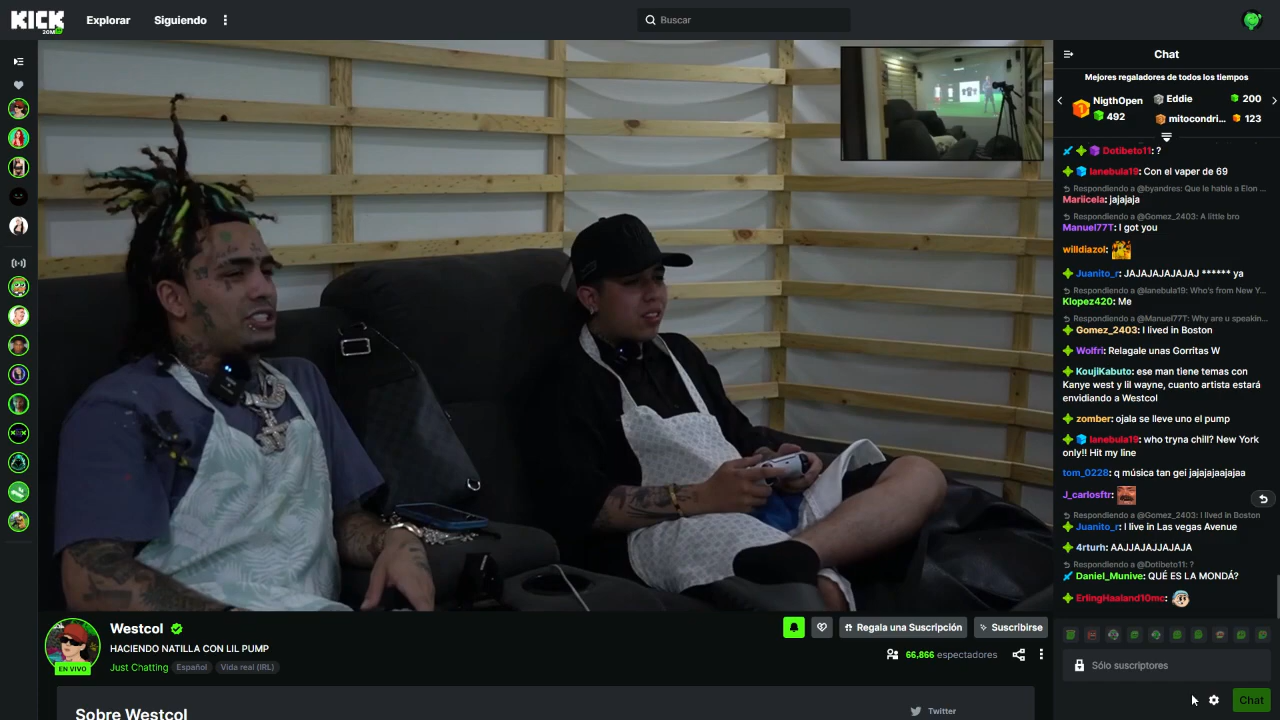 KICK
20M
Explorar
Siguiendo
Buscar
Chat
Mejores regaladores de todos los tiempos
NigthOpen
492
Eddie
200
mitocondri...
123
Dotibeto11: ?
lanebula19: Con el vaper de 69
Respondiendo a @byandres: Que le hable a Elon ...
Mariicela: jajajaja
Respondiendo a @Gomez_2403: A little bro
Manuel77T: I got you
willdiazol:
Juanito_r: JAJAJAJAJAJAJ ****** ya
Respondiendo a @lanebula19: Who's from New Y...
Klopez420: Me
Respondiendo a @Manuel77T: Why are u speakin...
Gomez_2403: I lived in Boston
Wolfri: Relagale unas Gorritas W
KoujiKabuto: ese man tiene temas con
Kanye west y lil wayne, cuanto artista estará
envidiando a Westcol
zomber: ojala se lleve uno el pump
lanebula19: who tryna chill? New York
only!! Hit my line
tom_0228: q música tan gei jajajajaajajaa
J_carlosftr:
Respondiendo a @Gomez_2403: I lived in Boston
Juanito_r: I live in Las vegas Avenue
4rturh: AAJJAJAJJAJAJA
Respondiendo a @Dotibeto11: ?
Daniel_Munive: QUÉ ES LA MONDÁ?
ErlingHaaland10mc:
Sólo suscriptores
Chat
EN VIVO
Westcol
HACIENDO NATILLA CON LIL PUMP
Just Chatting
Español
Vida real (IRL)
Regala una Suscripción
Suscribirse
66,866 espectadores
Sobre Westcol
Twitter